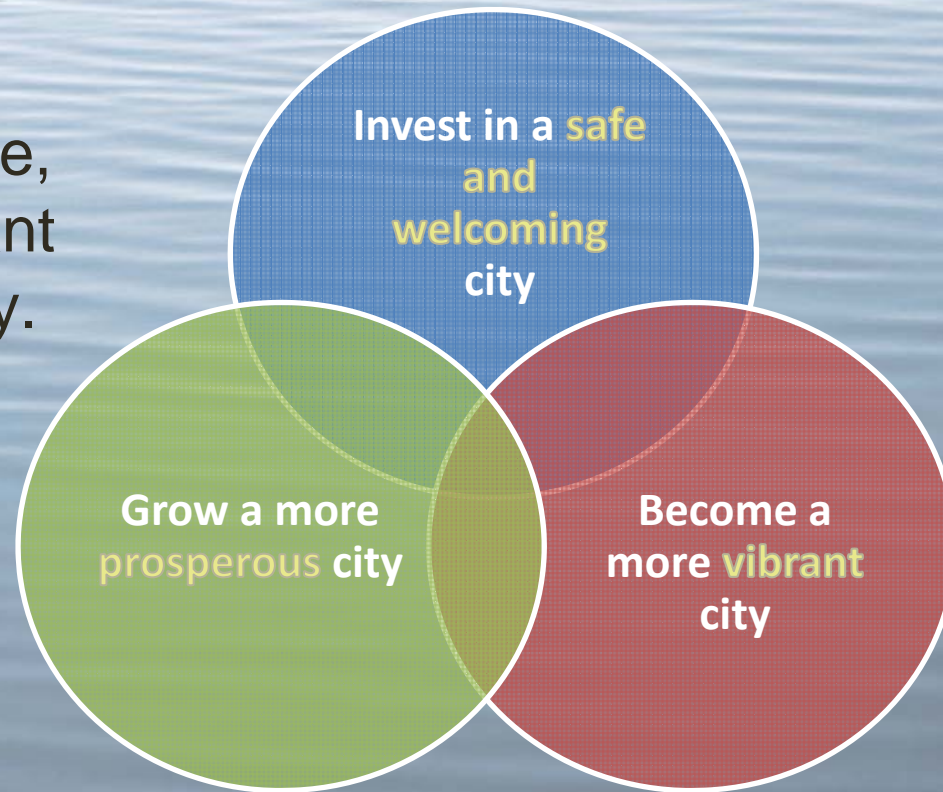 e,
nt
y.
Invest in a safe
and
welcoming
city
Grow a more
prosperous city
Become a
more vibrant
city